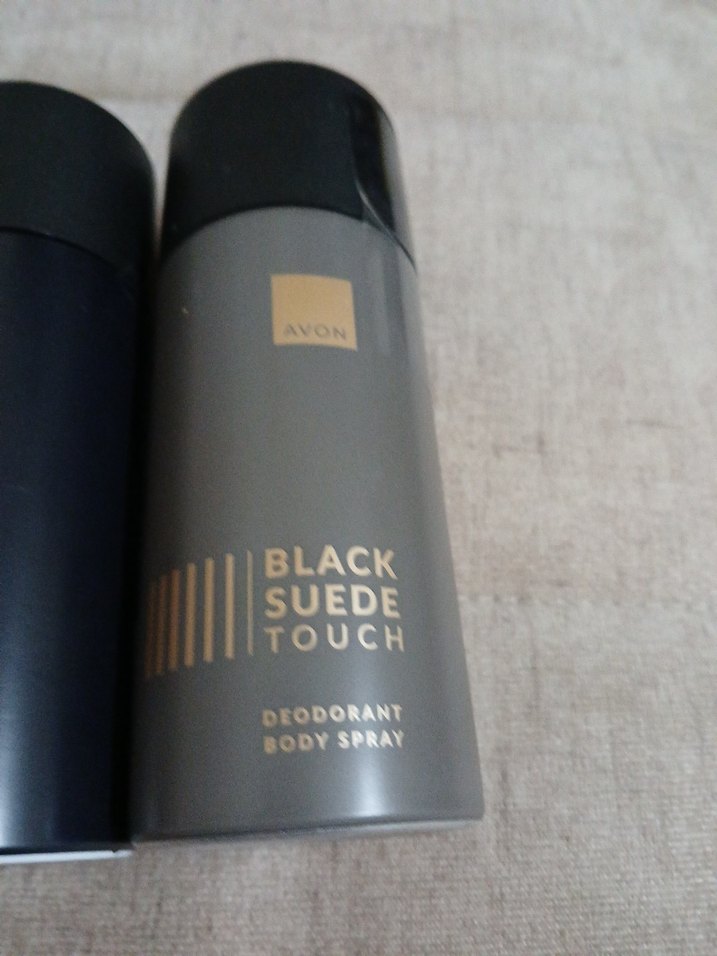 AVON
BLACK
SUEDE
TOUCH
DEODORANT
BODY SPRAY